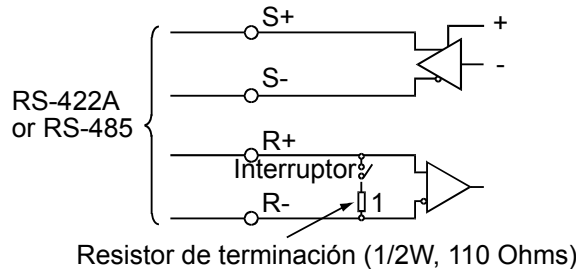 S+
+
S-
-
RS-422A
or RS-485
R+
Interruptor
R-
1
Resistor de terminación (1/2W, 110 Ohms)